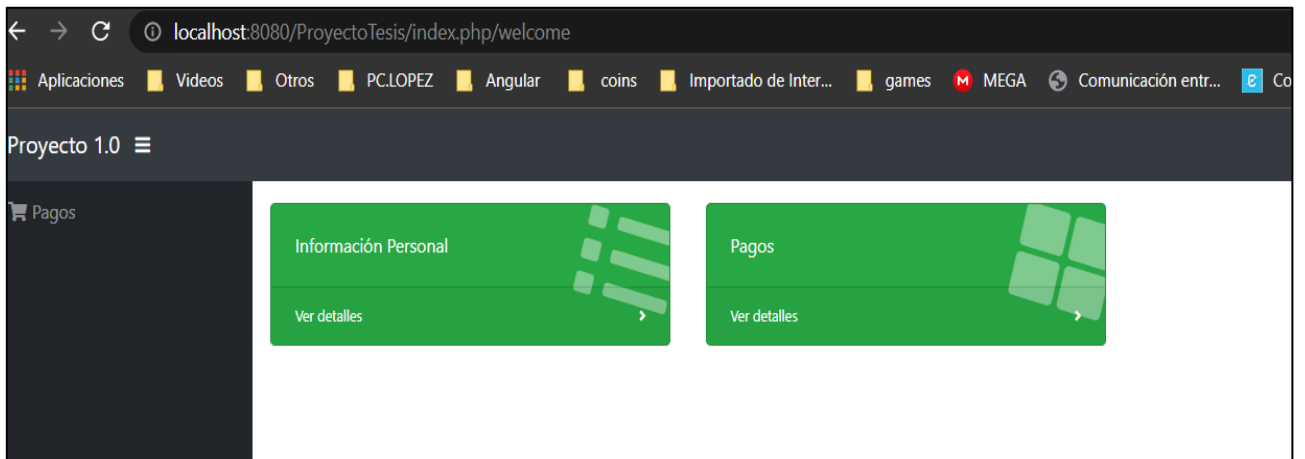 localhost:8080/ProyectoTesis/index.php/welcome
Aplicaciones Videos Otros PC.LOPEZ Angular coins Importado de Inter... games M MEGA Comunicación entr... Co
Proyecto 1.0
Pagos
Información Personal
Pagos
Ver detalles
Ver detalles